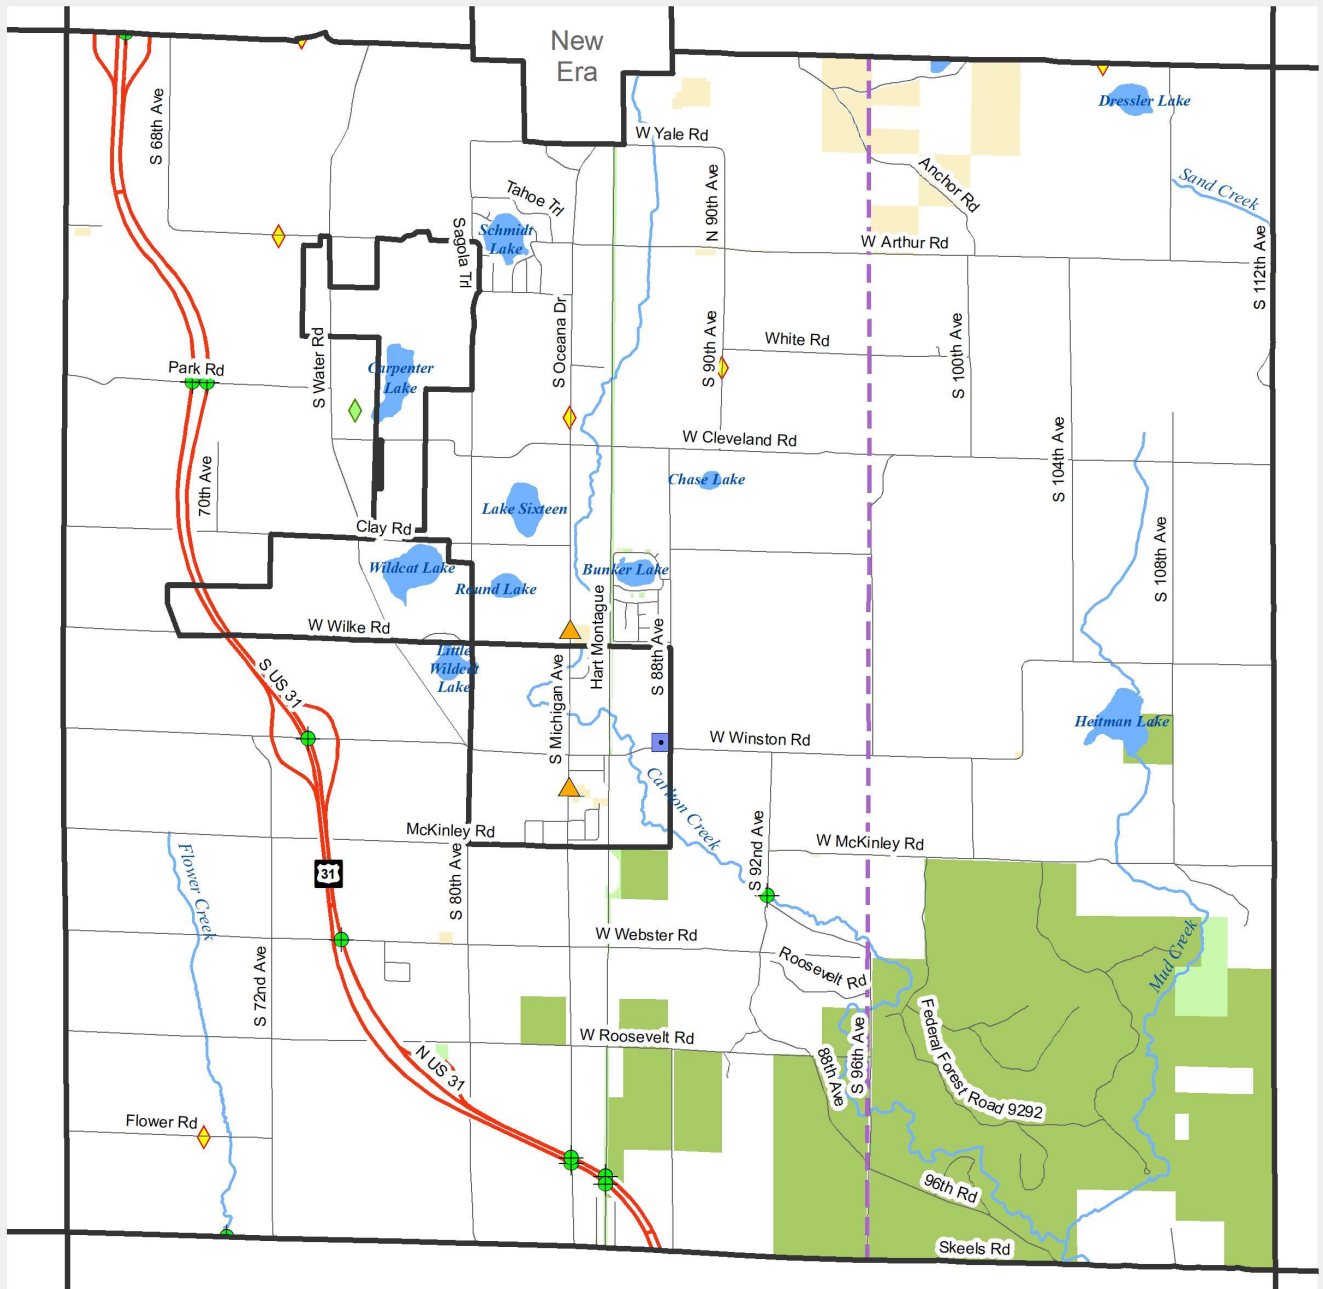 New
Era
W Yale Rd
Dressler Lake
S 68th Ave
Anchor Rd
Sand Creek
Tahoe Trl
N 90th Ave
Schmidt
Lake
Sagola Trl
W Arthur Rd
S 112th Ave
S Oceana Dr
White Rd
S 90th Ave
S 100th Ave
Park Rd
S Water Rd
Carpenter
Lake
W Cleveland Rd
70th Ave
Chase Lake
S 104th Ave
Lake Sixteen
Clay Rd
Wildcat Lake
Round Lake
Bunker Lake
S 108th Ave
Hart Montague
W Wilke Rd
S 88th Ave
Little
Wildcat
Lake
S US 31
S Michigan Ave
Heitman Lake
W Winston Rd
Carlton Creek
McKinley Rd
S 92nd Ave
W McKinley Rd
Flower Creek
31
S 80th Ave
W Webster Rd
Mud Creek
S 72nd Ave
Roosevelt Rd
W Roosevelt Rd
S 96th Ave
88th Ave
Federal Forest Road 9292
N US 31
Flower Rd
96th Rd
Skeels Rd